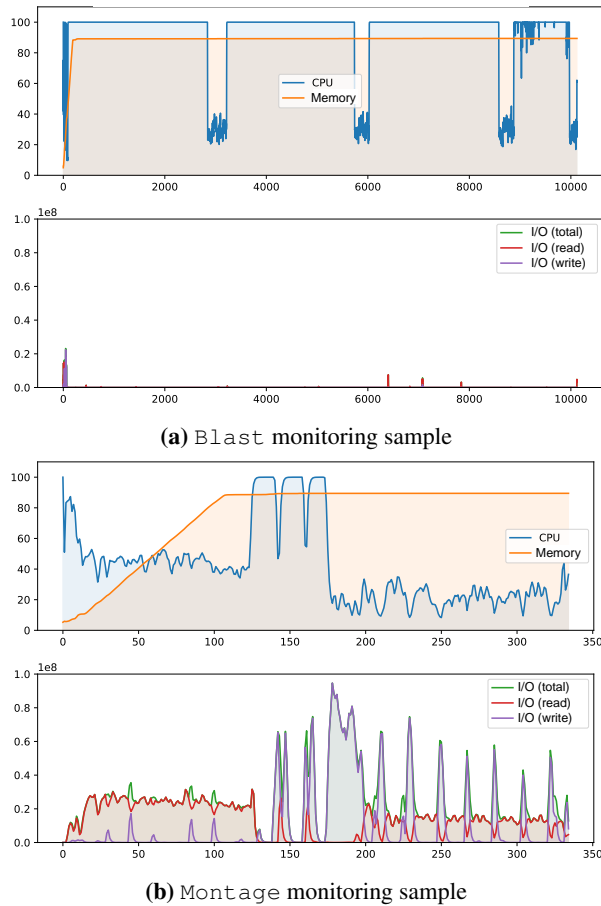 100
80
60
40
20
0
CPU
Memory
0 2000 4000 6000 8000 10000
1e8
1.0
0.8
0.6
0.4
0.2
0.0
I/O (total)
I/O (read)
I/O (write)
0 2000 4000 6000 8000 10000
(a) Blast monitoring sample
100
80
60
40
20
0
CPU
Memory
0 50 100 150 200 250 300 350
1e8
1.0
0.8
0.6
0.4
0.2
0.0
I/O (total)
I/O (read)
I/O (write)
0 50 100 150 200 250 300 350
(b) Montage monitoring sample